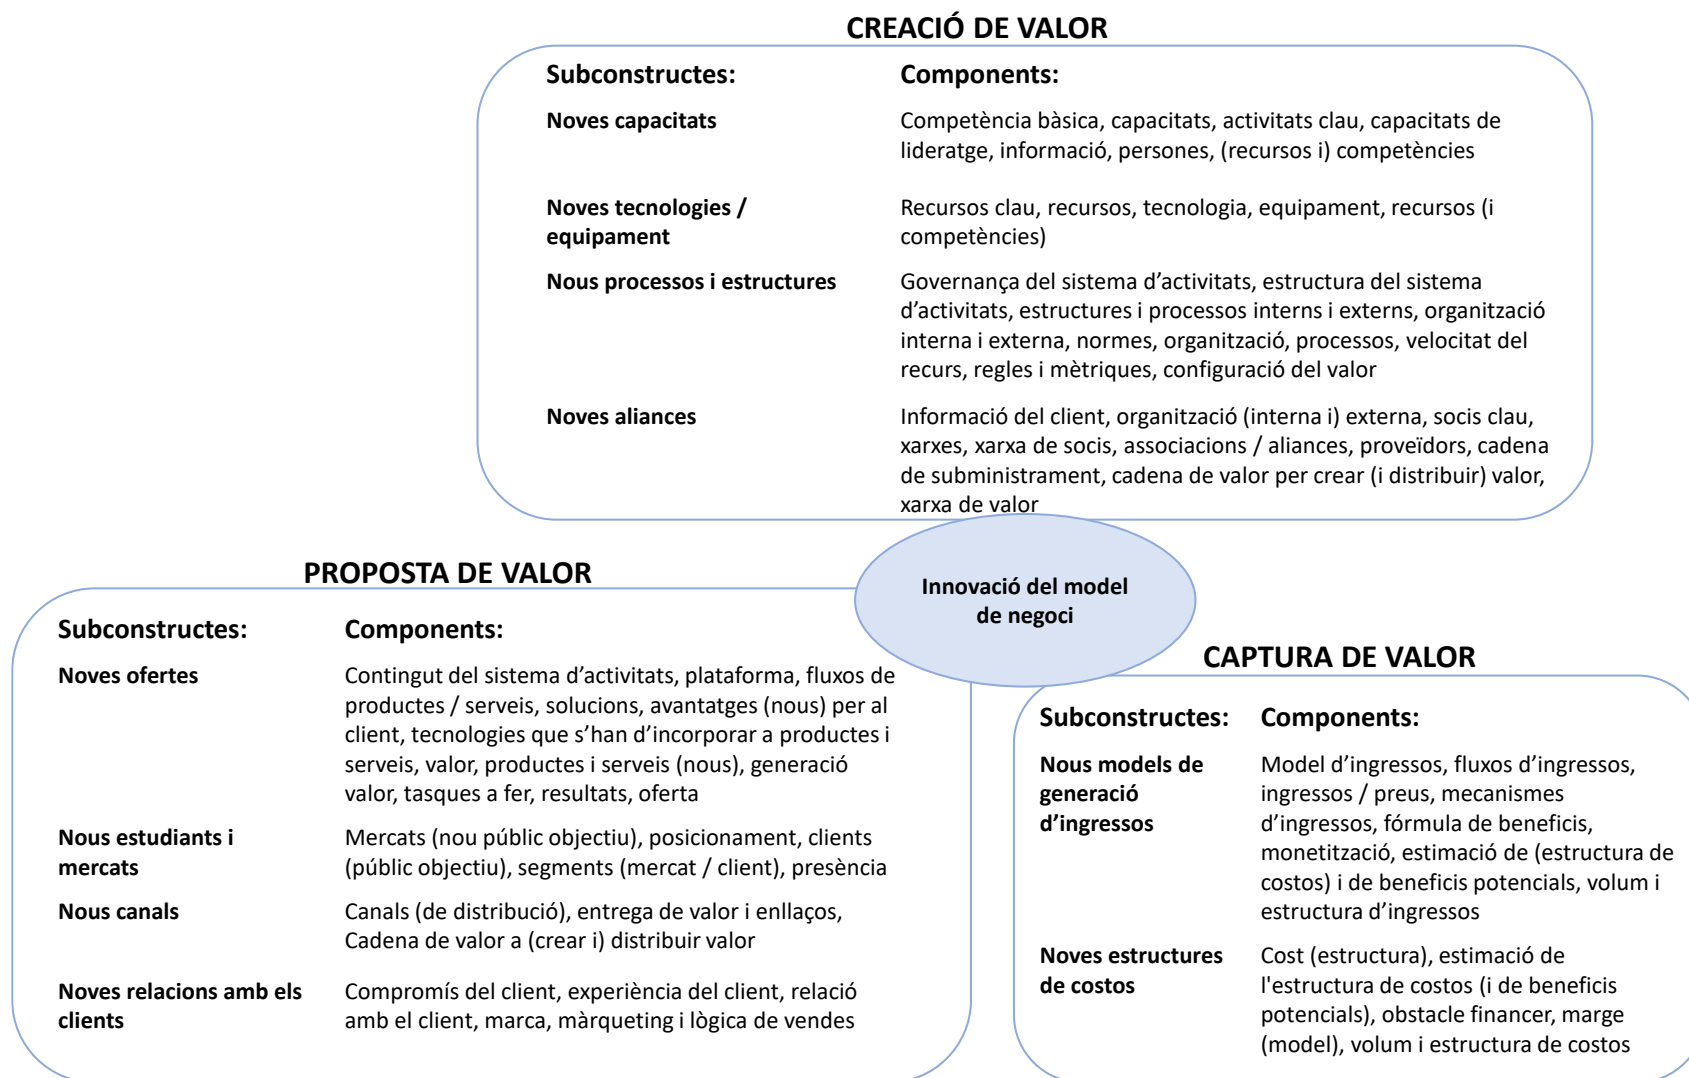 CREACIÓ DE VALOR
Subconstructes:
Components:
Noves capacitats
Competència bàsica, capacitats, activitats clau, capacitats de
lideratge, informació, persones, (recursos i) competències
Noves tecnologies /
equipament
Recursos clau, recursos, tecnologia, equipament, recursos (i
competències)
Nous processos i estructures
Governança del sistema d’activitats, estructura del sistema
d’activitats, estructures i processos interns i externs, organització
interna i externa, normes, organització, processos, velocitat del
recurs, regles i mètriques, configuració del valor
Noves aliances
Informació del client, organització (interna i) externa, socis clau,
xarxes, xarxa de socis, associacions / aliances, proveïdors, cadena
de subministrament, cadena de valor per crear (i distribuir) valor,
xarxa de valor
Innovació del model
de negoci
PROPOSTA DE VALOR
Subconstructes:
Components:
Noves ofertes
Contingut del sistema d’activitats, plataforma, fluxos de
productes / serveis, solucions, avantatges (nous) per al
client, tecnologies que s’han d’incorporar a productes i
serveis, valor, productes i serveis (nous), generació
valor, tasques a fer, resultats, oferta
Nous estudiants i
mercats
Mercats (nou públic objectiu), posicionament, clients
(públic objectiu), segments (mercat / client), presència
Nous canals
Canals (de distribució), entrega de valor i enllaços,
Cadena de valor a (crear i) distribuir valor
Noves relacions amb els
clients
Compromís del client, experiència del client, relació
amb el client, marca, màrqueting i lògica de vendes
CAPTURA DE VALOR
Subconstructes:
Components:
Nous models de
generació
d’ingressos
Model d’ingressos, fluxos d’ingressos,
ingressos / preus, mecanismes
d’ingressos, fórmula de beneficis,
monetització, estimació de (estructura de
costos) i de beneficis potencials, volum i
estructura d’ingressos
Noves estructures
de costos
Cost (estructura), estimació de
l'estructura de costos (i de beneficis
potencials), obstacle financer, marge
(model), volum i estructura de costos